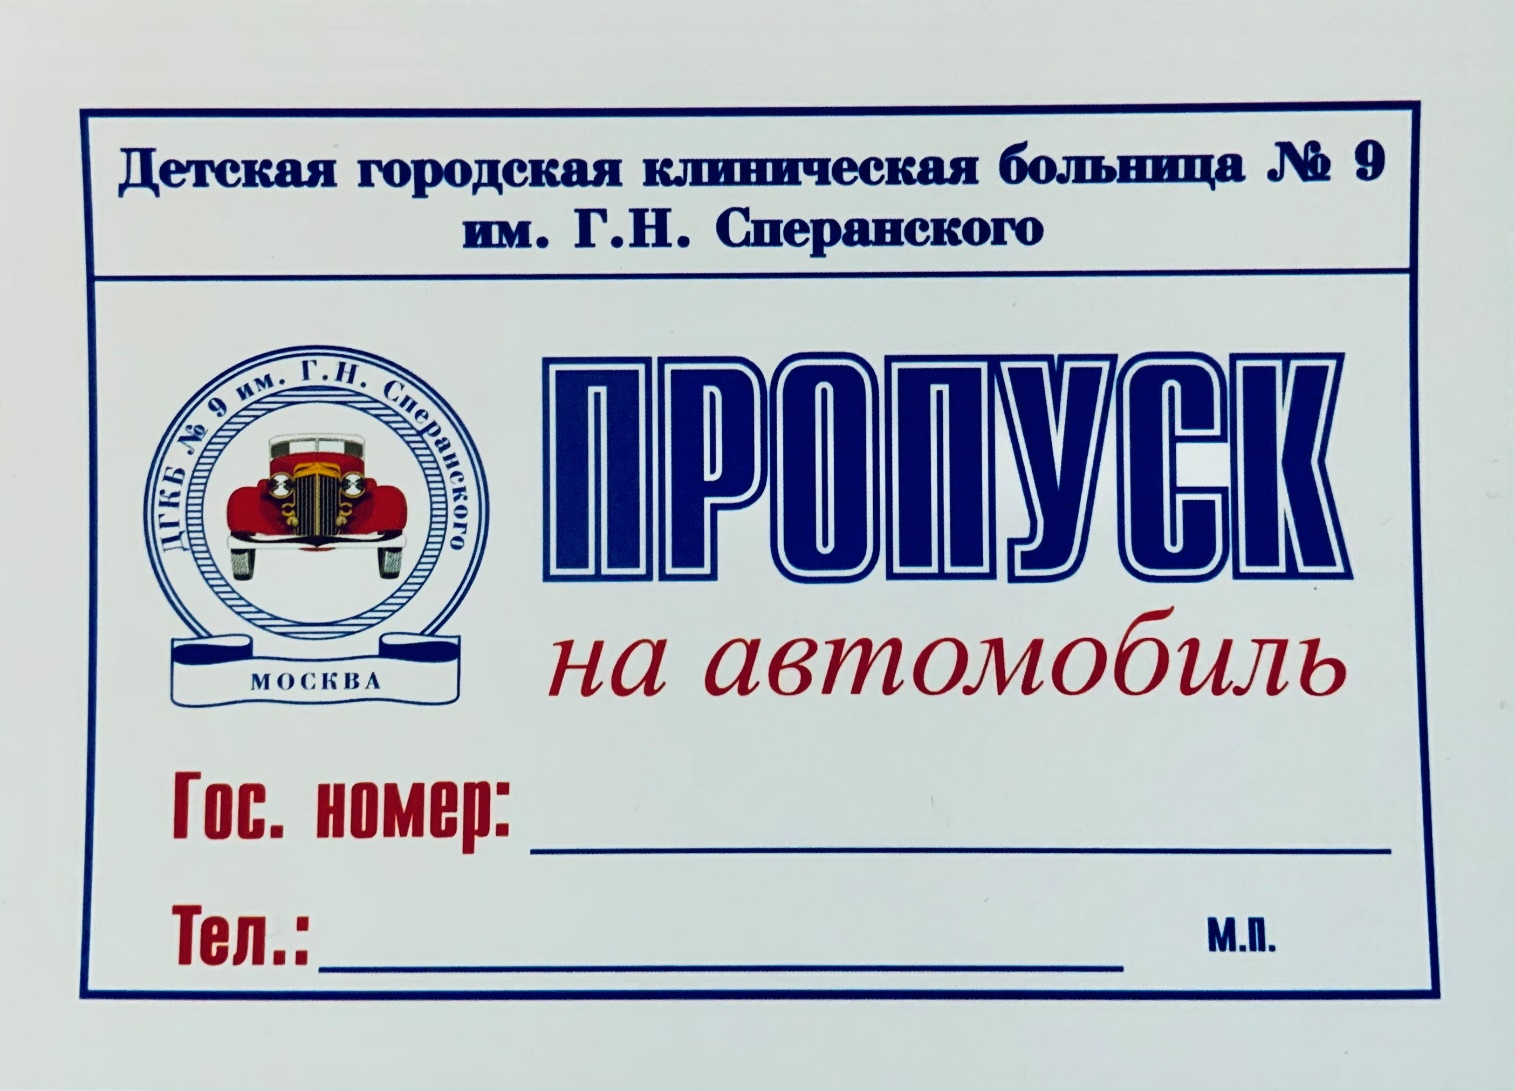 Детская городская клиническая больница № 9
им. Г.Н. Сперанского
ДГКБ № 9 им. Г.Н. Сперанского
МОСКВА
ПРОПУСК
на автомобиль
Гос. номер:
Тел.:
м.п.